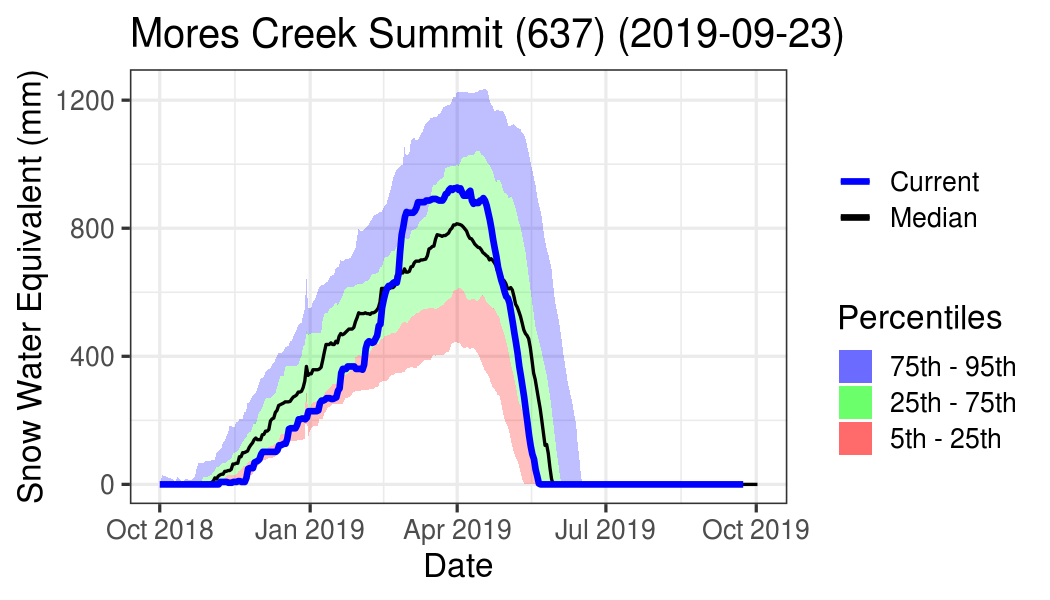 Mores Creek Summit (637) (2019-09-23)
Snow Water Equivalent (mm)
1200
800
400
0
Oct 2018
Jan 2019
Apr 2019
Jul 2019
Oct 2019
Date
Current
Median
Percentiles
75th - 95th
25th - 75th
5th - 25th